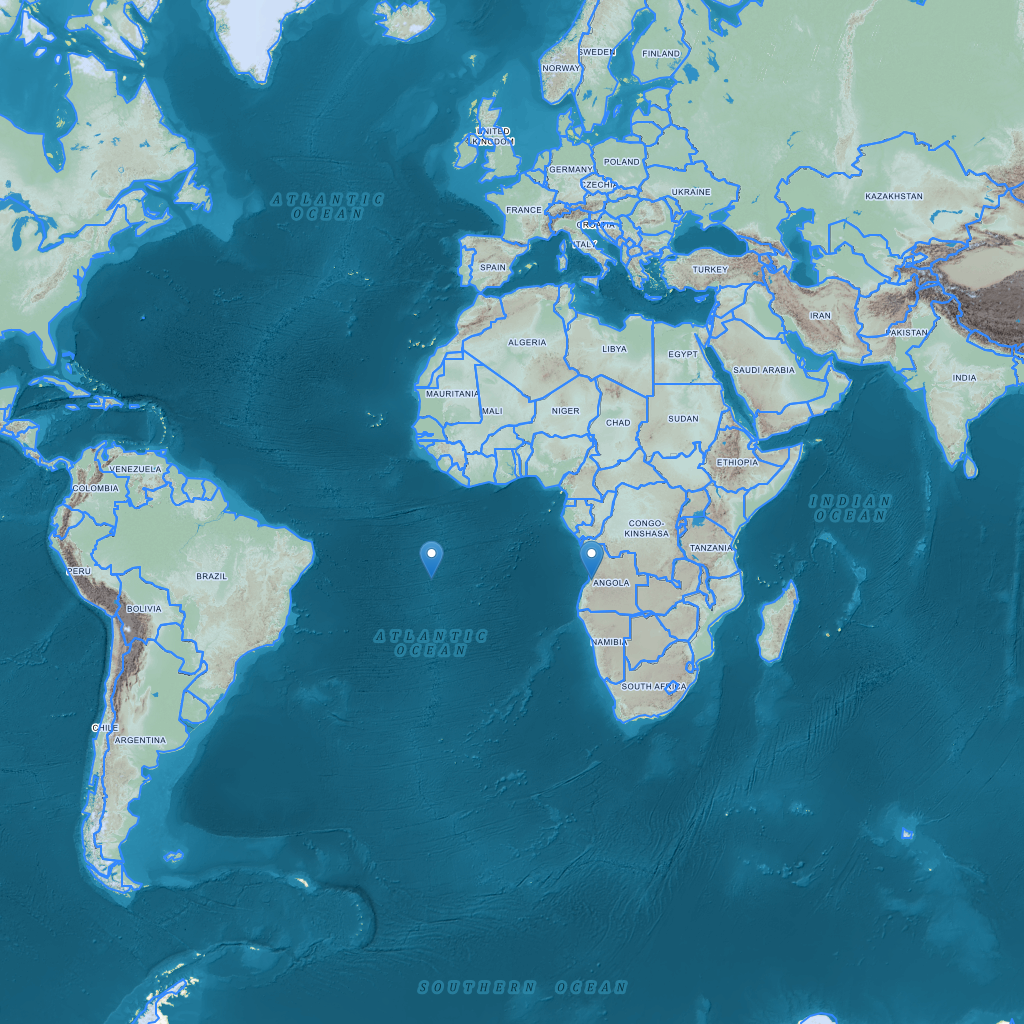 SWEDEN
FINLAND
NORWAY
UNITED
KINGDOM
POLAND
GERMANY
CZECHIA
UKRAINE
KAZAKHSTAN
ATLANTIC
OCEAN
FRANCE
CROATIA
ITALY
SPAIN
TURKEY
IRAN
PAKISTAN
ALGERIA
LIBYA
EGYPT
SAUDI ARABIA
INDIA
MAURITANIA
MALI
NIGER
CHAD
SUDAN
ETHIOPIA
VENEZUELA
COLOMBIA
INDIAN
OCEAN
CONGO-
KINSHASA
TANZANIA
PERU
BRAZIL
ANGOLA
BOLIVIA
ATLANTIC
OCEAN
NAMIBIA
SOUTH AFRICA
CHILE
ARGENTINA
SOUTHERN OCEAN